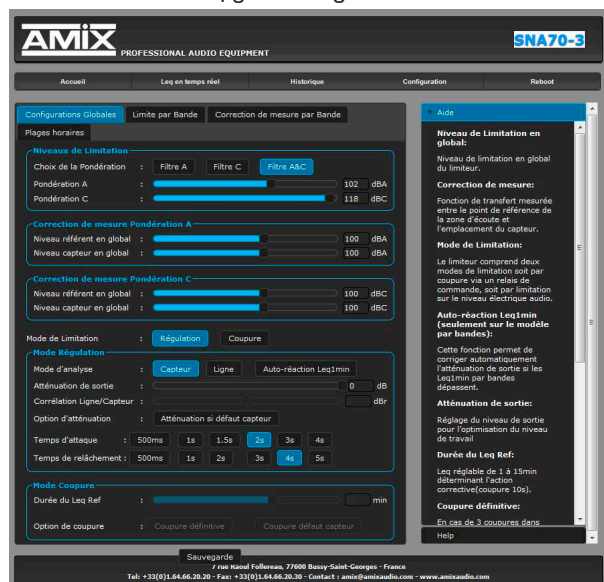 AMIX PROFESSIONAL AUDIO EQUIPMENT
SNA70-3
Accueil Leq en temps réel Historique Configuration Reboot
Configurations Globales Limite par Bande Correction de mesure par Bande
Plages horaires
Niveaux de Limitation
Choix de la Pondération : Filtre A Filtre C Filtre A&C
Pondération A : 102 dBA
Pondération C : 118 dBC
Correction de mesure Pondération A
Niveau référent en global : 100 dBA
Niveau capteur en global : 100 dBA
Correction de mesure Pondération C
Niveau référent en global : 100 dBC
Niveau capteur en global : 100 dBC
Mode de Limitation : Régulation Coupure
Mode Régulation
Mode d'analyse : Capteur Ligne Auto-réaction Leq1min
Atténuation de sortie : 0 dB
Corrélation Ligne/Capteur : dBr
Option d'atténuation : Atténuation si défaut capteur
Temps d'attaque : 500ms 1s 1.5s 2s 3s 4s
Temps de relâchement : 500ms 1s 2s 3s 4s 5s
Mode Coupure
Durée du Leq Ref : min
Option de coupure : Coupure définitive Coupure défaut capteur
Sauvegarde
Aide
Niveau de Limitation en
global:
Niveau de limitation en global
du limiteur.
Correction de mesure:
Fonction de transfert mesurée
entre le point de référence de
la zone d'écoute et
l'emplacement du capteur.
Mode de Limitation:
Le limiteur comprend deux
modes de limitation soit par
coupure via un relais de
commande, soit par limitation
sur le niveau électrique audio.
Auto-réaction Leq1min
(seulement sur le modèle
par bandes):
Cette fonction permet de
corriger automatiquement
l'atténuation de sortie si les
Leq1min par bandes
dépassent.
Atténuation de sortie:
Réglage du niveau de sortie
pour l'optimisation du niveau
de travail
Durée du Leq Ref:
Leq réglable de 1 à 15min
déterminant l'action
corrective(coupure 10s).
Coupure définitive:
En cas de 3 coupures dans
Help
7 rue Raoul Follereau, 77600 Bussy-Saint-Georges - France
Tel: +33(0)1.64.66.20.20 - Fax: +33(0)1.64.66.20.30 - Contact : amix@amixaudio.com - www.amixaudio.com